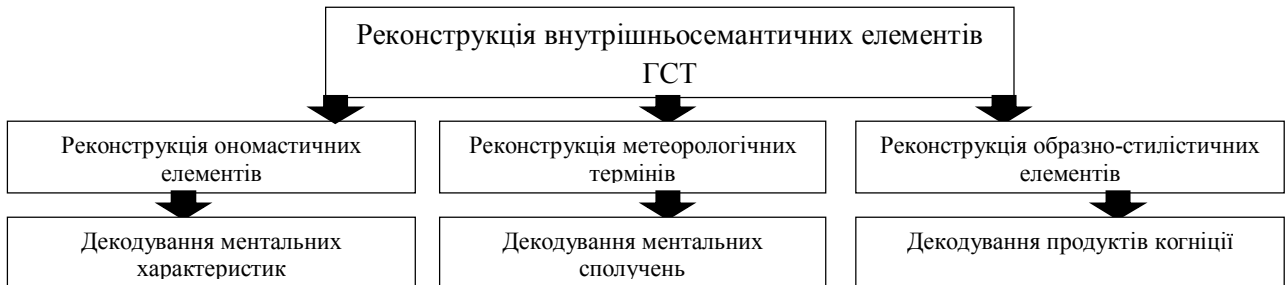 Реконструкція внутрішньосемантичних елементів
ГСТ
Реконструкція ономастичних
елементів
Реконструкція метеорологічних
термінів
Реконструкція образно-стилістичних
елементів
Декодування ментальних
характеристик
Декодування ментальних
сполучень
Декодування продуктів когніції